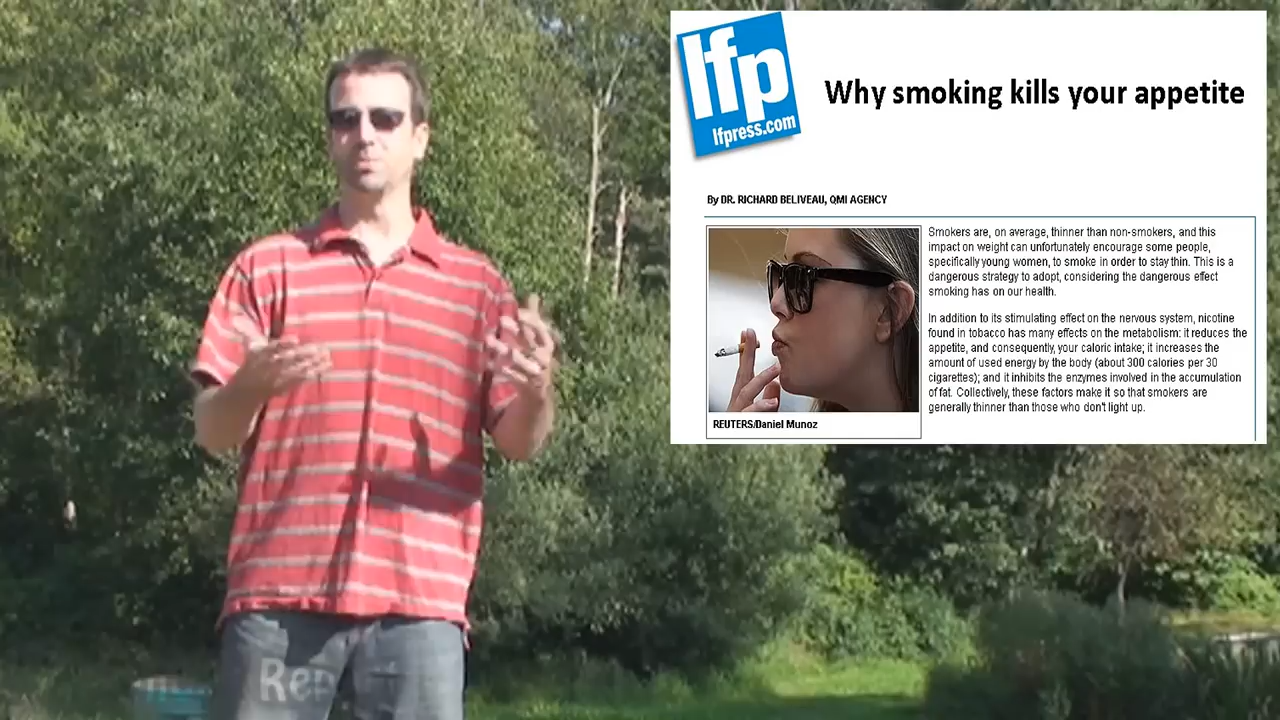 lfp
lfpress.com
Why smoking kills your appetite
By DR. RICHARD BELIVEAU, QMI AGENCY
Smokers are, on average, thinner than non-smokers, and this
impact on weight can unfortunately encourage some people,
specifically young women, to smoke in order to stay thin. This is a
dangerous strategy to adopt, considering the dangerous effect
smoking has on our health.
In addition to its stimulating effect on the nervous system, nicotine
found in tobacco has many effects on the metabolism: it reduces the
appetite, and consequently, your caloric intake; it increases the
amount of used energy by the body (about 300 calories per 30
cigarettes); and it inhibits the enzymes involved in the accumulation
of fat. Collectively, these factors make it so that smokers are
generally thinner than those who don't light up.
REUTERS/Daniel Munoz